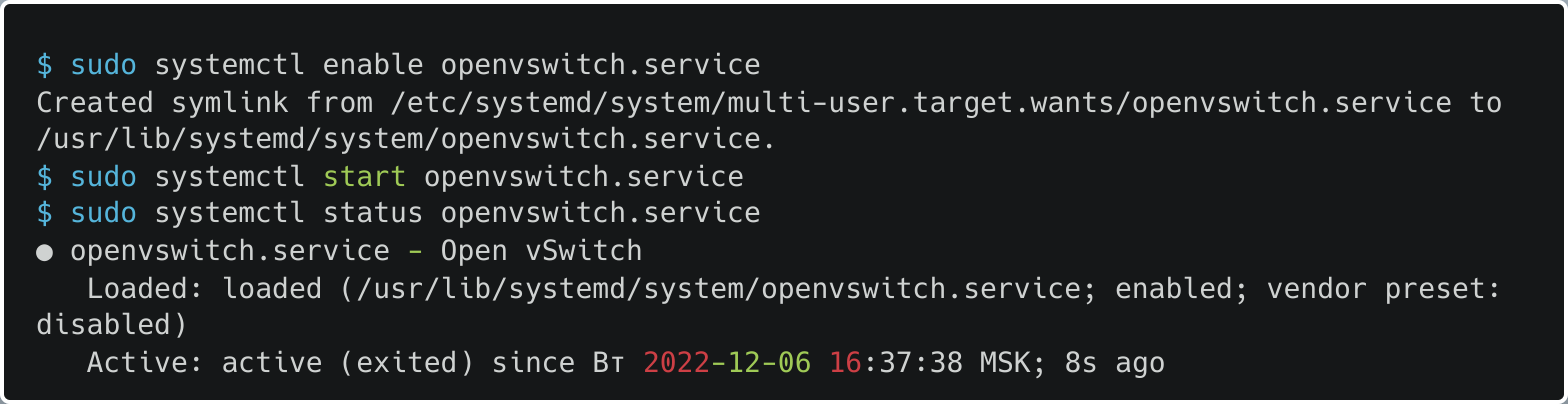 $ sudo systemctl enable openvswitch.service
Created symlink from /etc/systemd/system/multi-user.target.wants/openvswitch.service to
/usr/lib/systemd/system/openvswitch.service.
$ sudo systemctl start openvswitch.service
$ sudo systemctl status openvswitch.service
● openvswitch.service - Open vSwitch
   Loaded: loaded (/usr/lib/systemd/system/openvswitch.service; enabled; vendor preset:
disabled)
   Active: active (exited) since Вт 2022-12-06 16:37:38 MSK; 8s ago